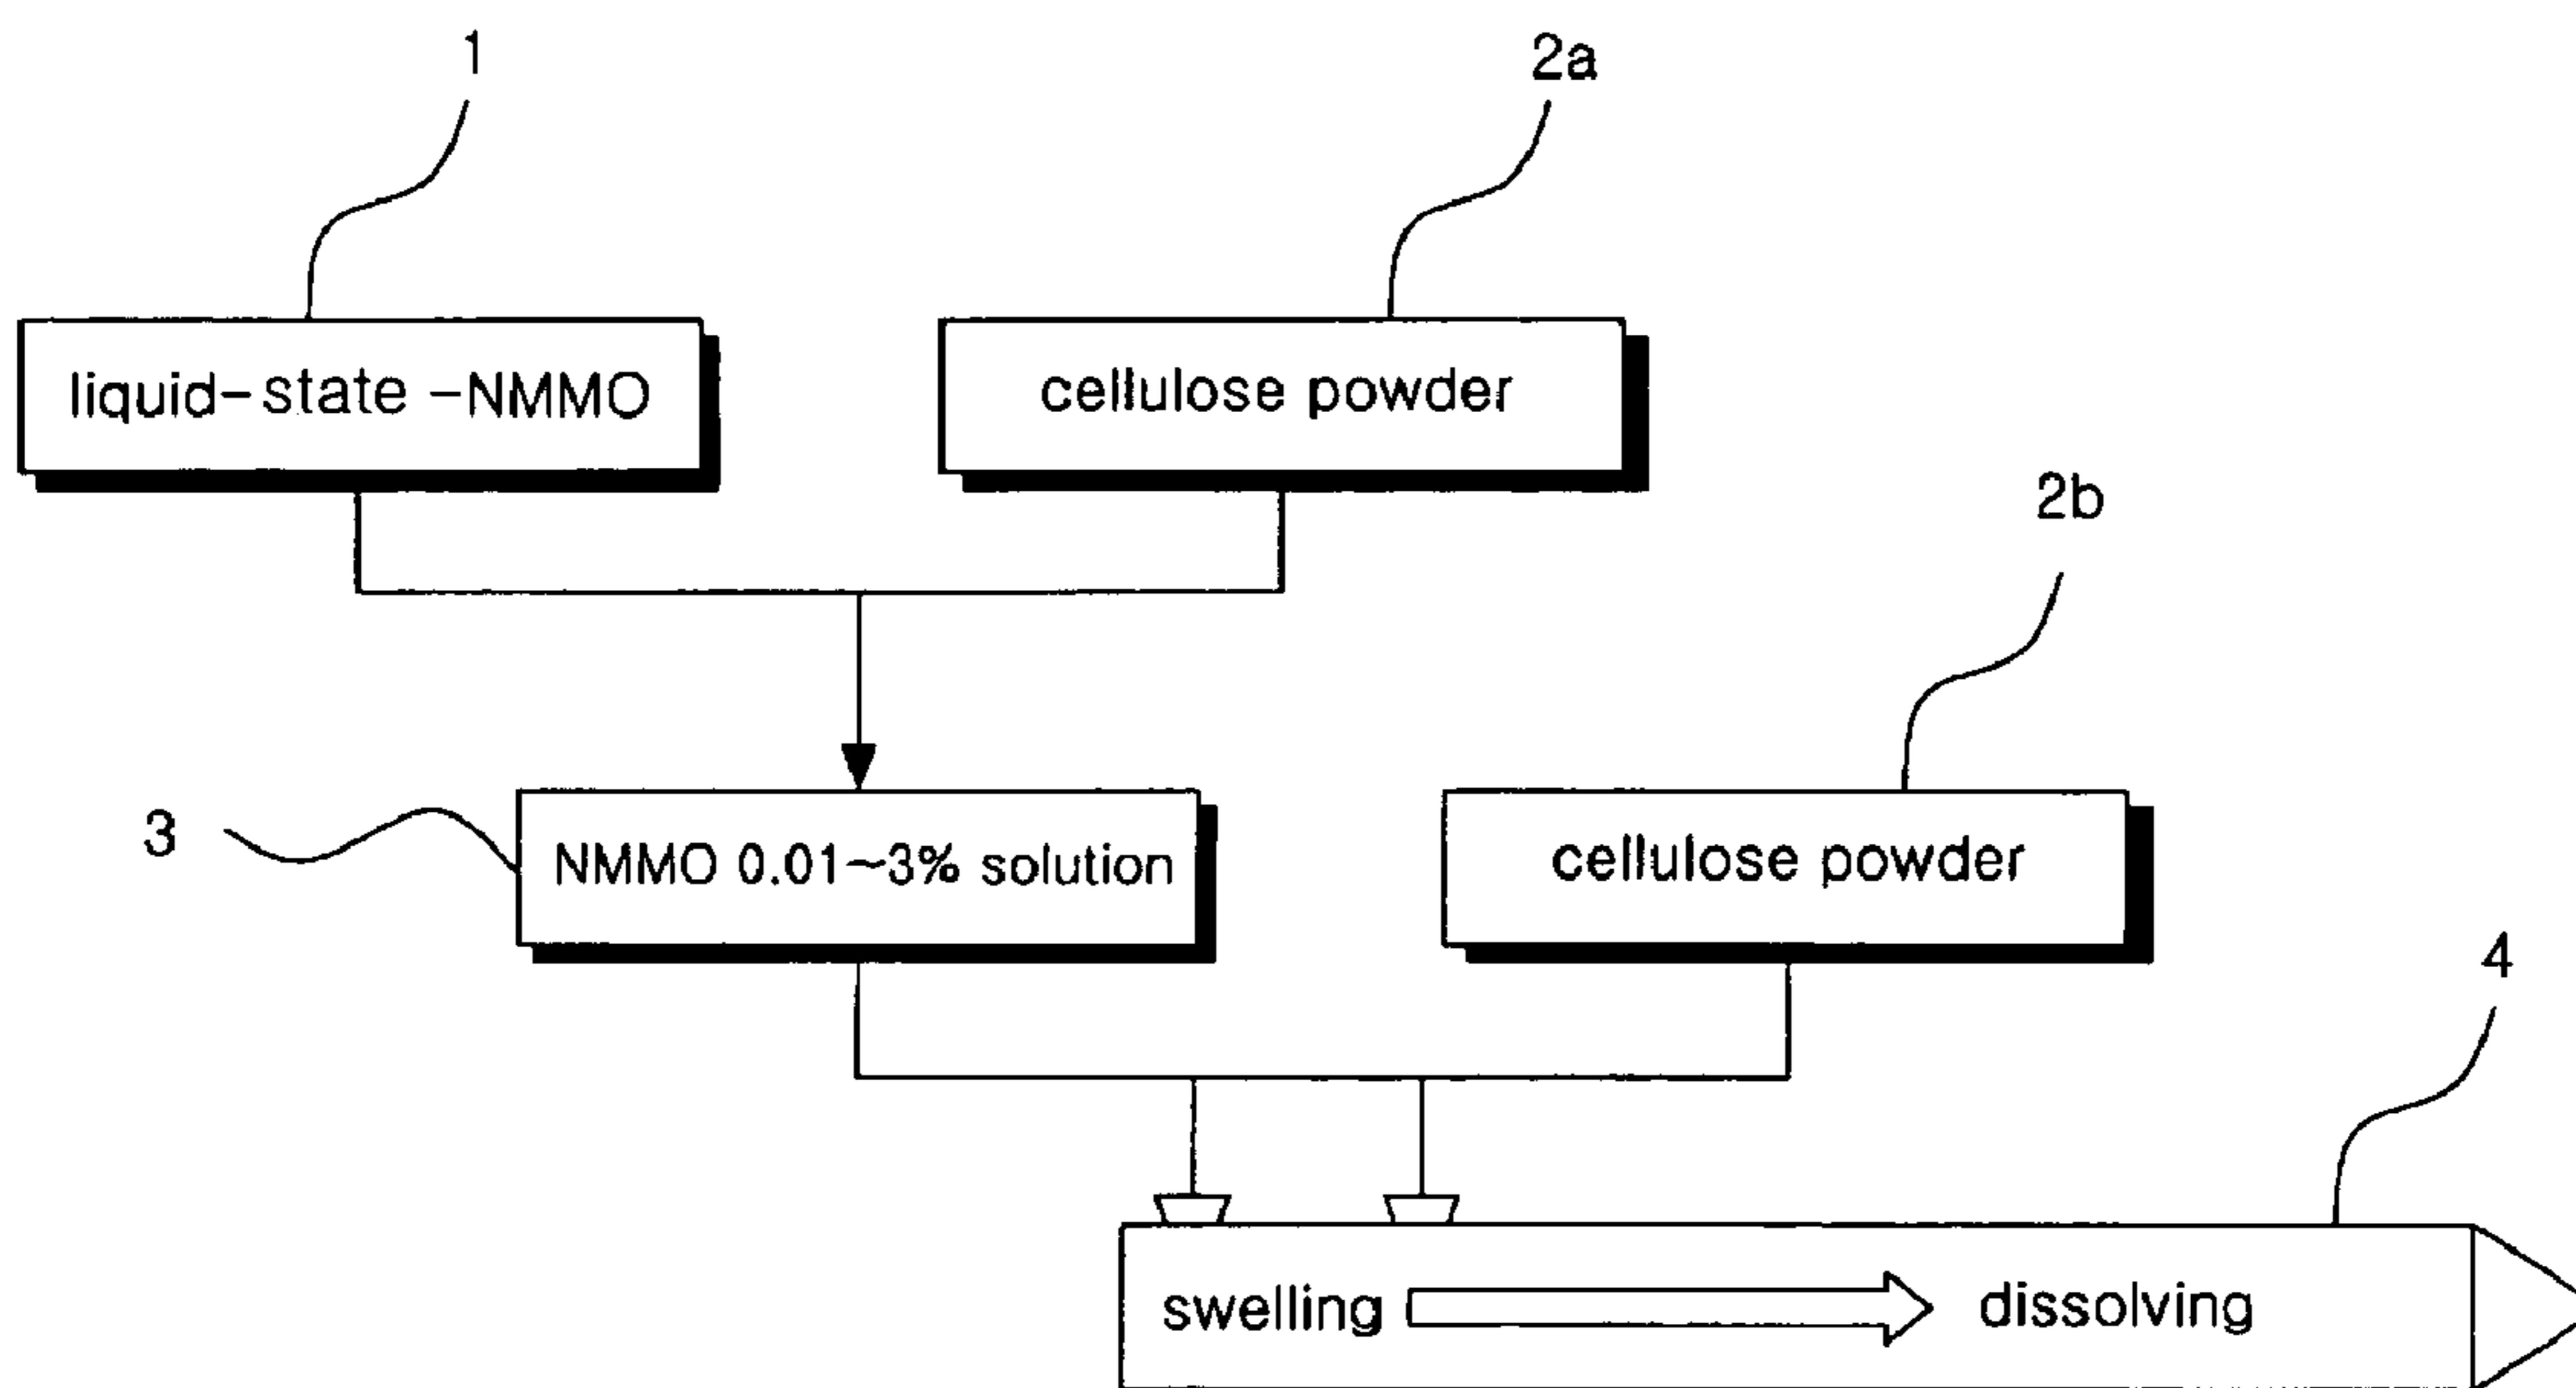 1
2a
liquid-state-NMMO
cellulose powder
2b
3
NMMO 0.01~3% solution
cellulose powder
4
swelling
dissolving